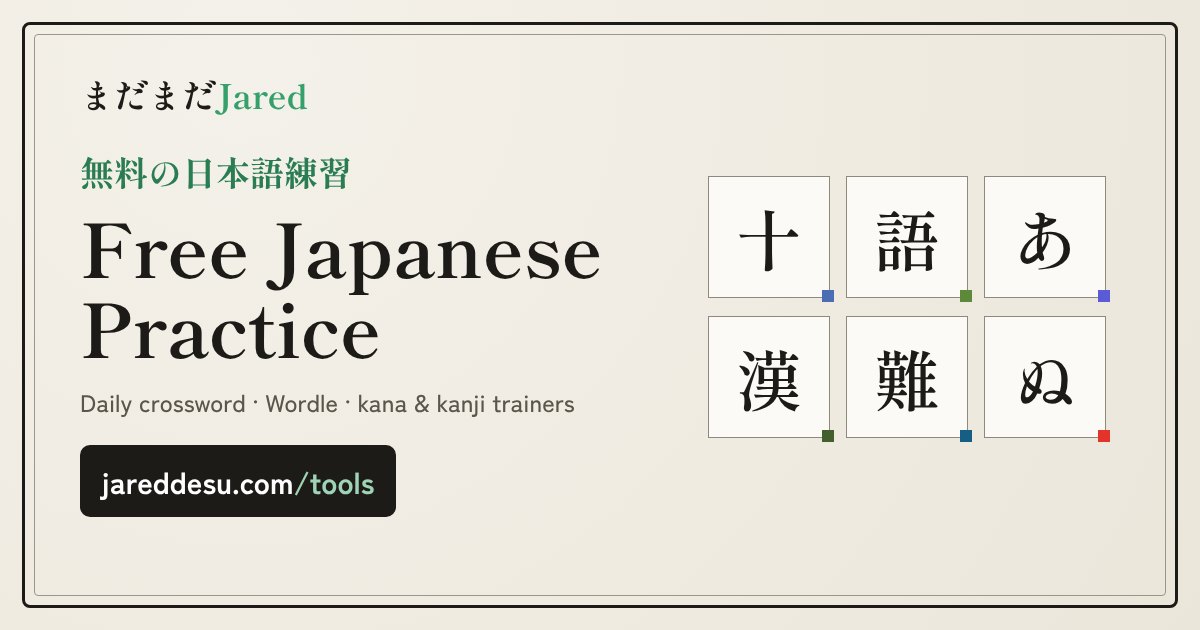 まだまだJared
無料の日本語練習
Free Japanese
Practice
Daily crossword · Wordle · kana & kanji trainers
jareddesu.com/tools
十 語 あ
漢 難 ぬ